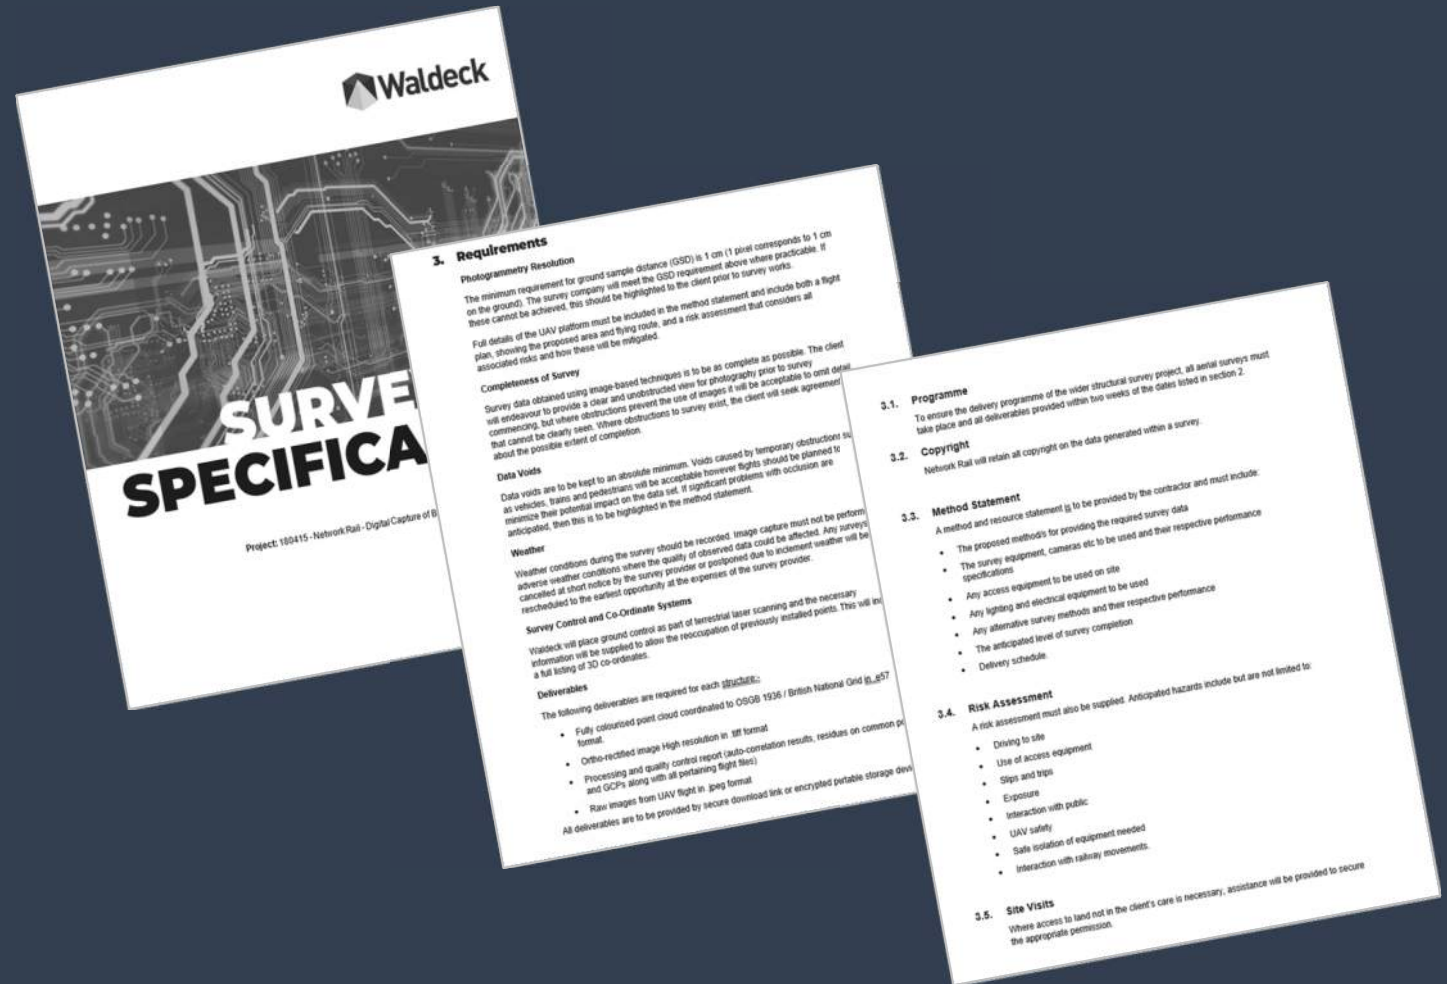 Waldeck
SURVE
SPECIFICA
Project: 180415 - Network Rail - Digital Capture of B
3. Requirements
Photogrammetry Resolution
The minimum requirement for ground sample distance (GSD) is 1 cm (1 pixel corresponds to 1 cm
on the ground). The survey company will meet the GSD requirement above where practicable. If
these cannot be achieved, this should be highlighted to the client prior to survey works.
Full details of the UAV platform must be included in the method statement and include both a flight
plan, showing the proposed area and flying route, and a risk assessment that considers all
associated risks and how these will be mitigated.
Completeness of Survey
Survey data obtained using image-based techniques is to be as complete as possible. The client
will endeavour to provide a clear and unobstructed view for photography prior to survey
commencing, but where obstructions prevent the use of images it will be acceptable to omit detail
that cannot be clearly seen. Where obstructions to survey exist, the client will seek agreement
about the possible extent of completion.
Data Voids
Data voids are to be kept to an absolute minimum. Voids caused by temporary obstructions su
as vehicles, trains and pedestrians will be acceptable however flights should be planned to
minimize their potential impact on the data set. If significant problems with occlusion are
anticipated, then this is to be highlighted in the method statement.
Weather
Weather conditions during the survey should be recorded. Image capture must not be perform
adverse weather conditions where the quality of observed data could be affected. Any surveys
cancelled at short notice by the survey provider or postponed due to inclement weather will be
rescheduled to the earliest opportunity at the expenses of the survey provider.
Survey Control and Co-Ordinate Systems
Waldeck will place ground control as part of terrestrial laser scanning and the necessary
information will be supplied to allow the reoccupation of previously installed points. This will inc
a full listing of 3D co-ordinates.
Deliverables
The following deliverables are required for each structure:-
• Fully colourised point cloud coordinated to OSGB 1936 / British National Grid in .e57
format.
• Ortho-rectified image High resolution in .tiff format
• Processing and quality control report (auto-correlation results, residues on common po
and GCPs along with all pertaining flight files)
• Raw images from UAV flight in .jpeg format
All deliverables are to be provided by secure download link or encrypted portable storage devi
3.1. Programme
To ensure the delivery programme of the wider structural survey project, all aerial surveys must
take place and all deliverables provided within two weeks of the dates listed in section 2.
3.2. Copyright
Network Rail will retain all copyright on the data generated within a survey.
3.3. Method Statement
A method and resource statement is to be provided by the contractor and must include:
• The proposed method/s for providing the required survey data
• The survey equipment, cameras etc to be used and their respective performance
specifications
• Any access equipment to be used on site
• Any lighting and electrical equipment to be used
• Any alternative survey methods and their respective performance
• The anticipated level of survey completion
• Delivery schedule.
3.4. Risk Assessment
A risk assessment must also be supplied. Anticipated hazards include but are not limited to:
• Driving to site
• Use of access equipment
• Slips and trips
• Exposure
• Interaction with public
• UAV safety
• Safe isolation of equipment needed
• Interaction with railway movements.
3.5. Site Visits
Where access to land not in the client's care is necessary, assistance will be provided to secure
the appropriate permission.